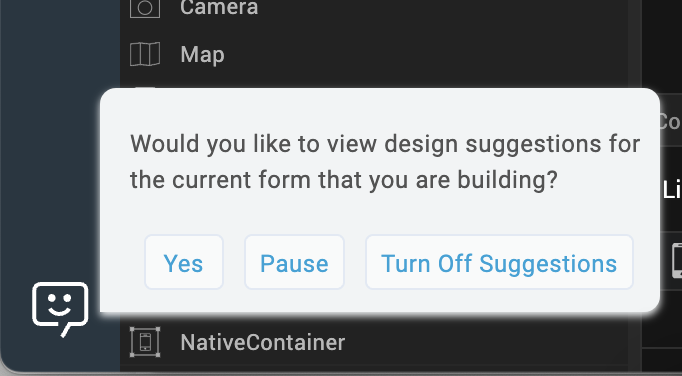 Camera
Map
Would you like to view design suggestions for
the current form that you are building?
Yes
Pause
Turn Off Suggestions
NativeContainer
Co
Li